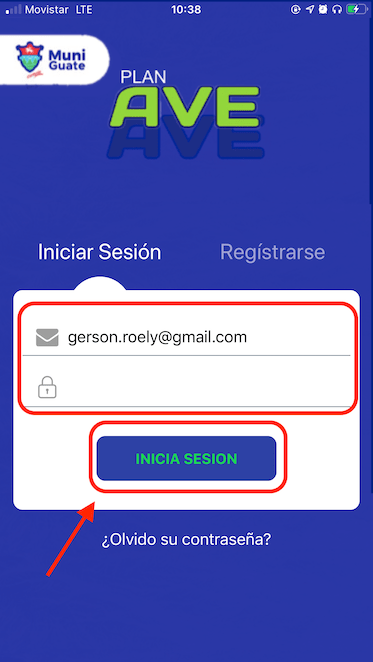 Movistar LTE 10:38
Muni
Guate
PLAN
AVE
AVE
Iniciar Sesión Regístrarse
gerson.roely@gmail.com
INICIA SESION
¿Olvido su contraseña?